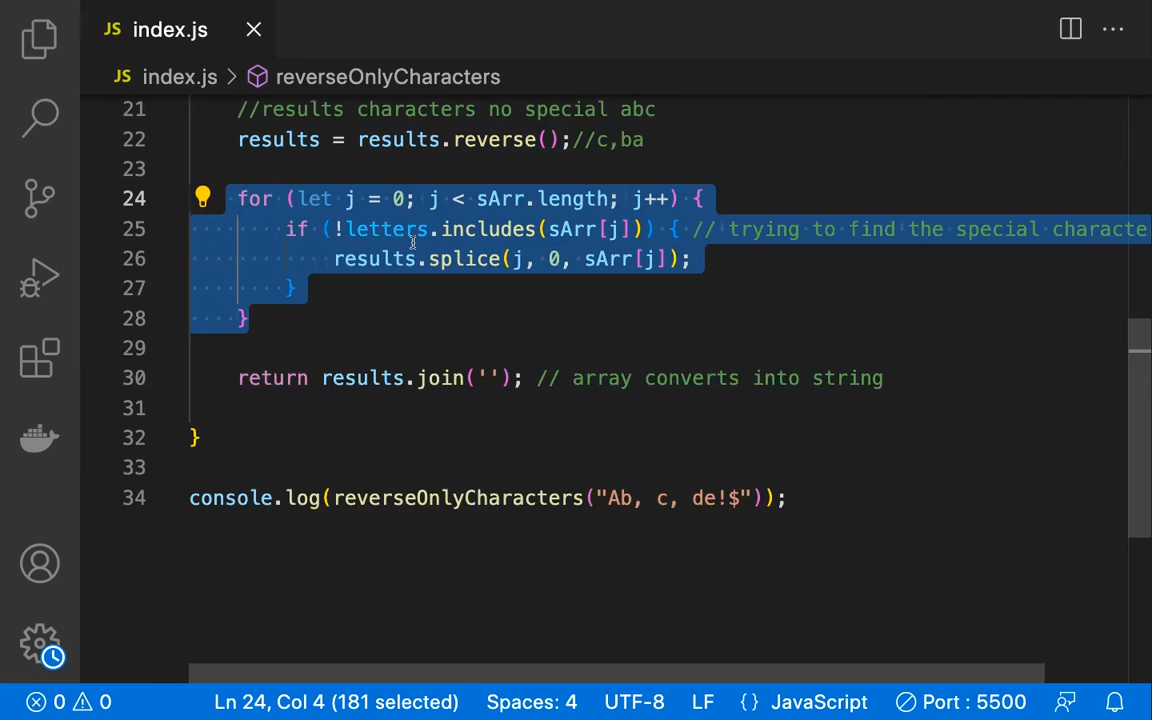 JS index.js
JS index.js > reverseOnlyCharacters
21 //results characters no special abc
22 results = results.reverse();//c,ba
23
24 for (let j = 0; j < sArr.length; j++) {
25 if (!letters.includes(sArr[j])) { // trying to find the special characte
26 results.splice(j, 0, sArr[j]);
27 }
28 }
29
30 return results.join(''); // array converts into string
31
32 }
33
34 console.log(reverseOnlyCharacters("Ab, c, de!$"));
0 0 Ln 24, Col 4 (181 selected) Spaces: 4 UTF-8 LF {} JavaScript Port : 5500